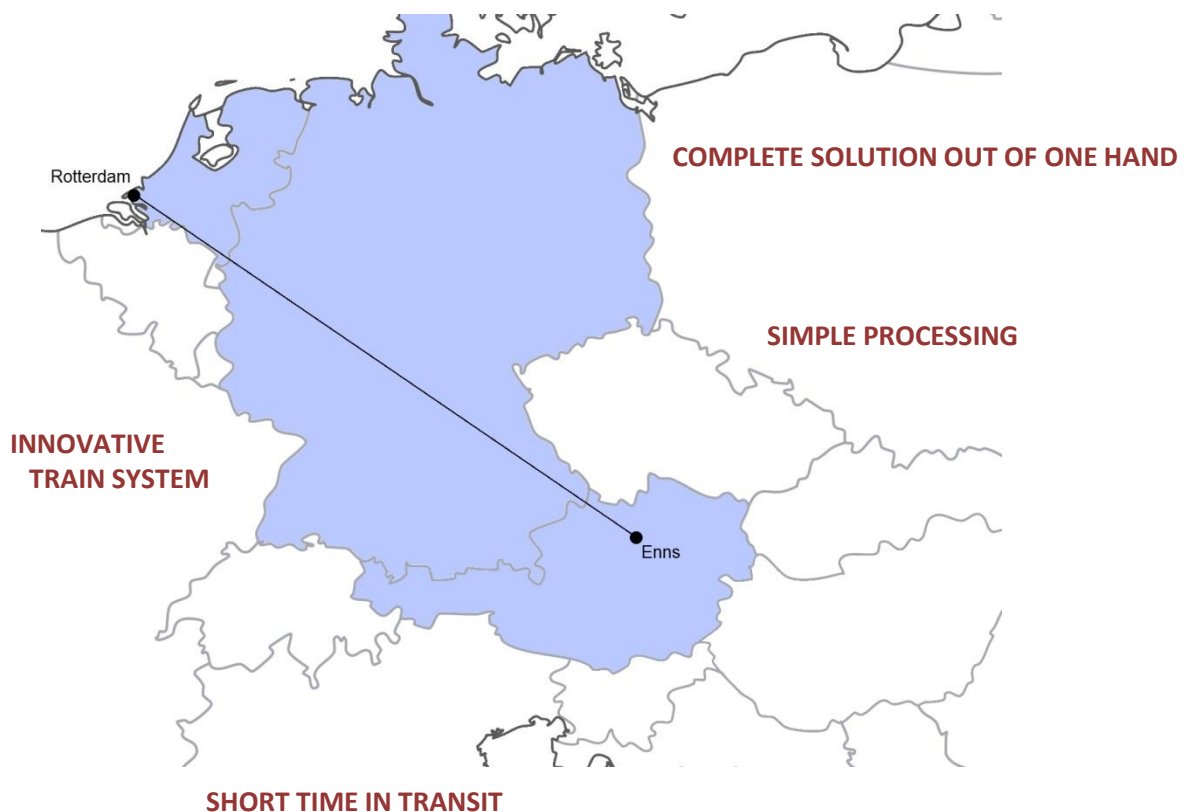 COMPLETE SOLUTION OUT OF ONE HAND
Rotterdam
SIMPLE PROCESSING
INNOVATIVE
TRAIN SYSTEM
Enns
SHORT TIME IN TRANSIT